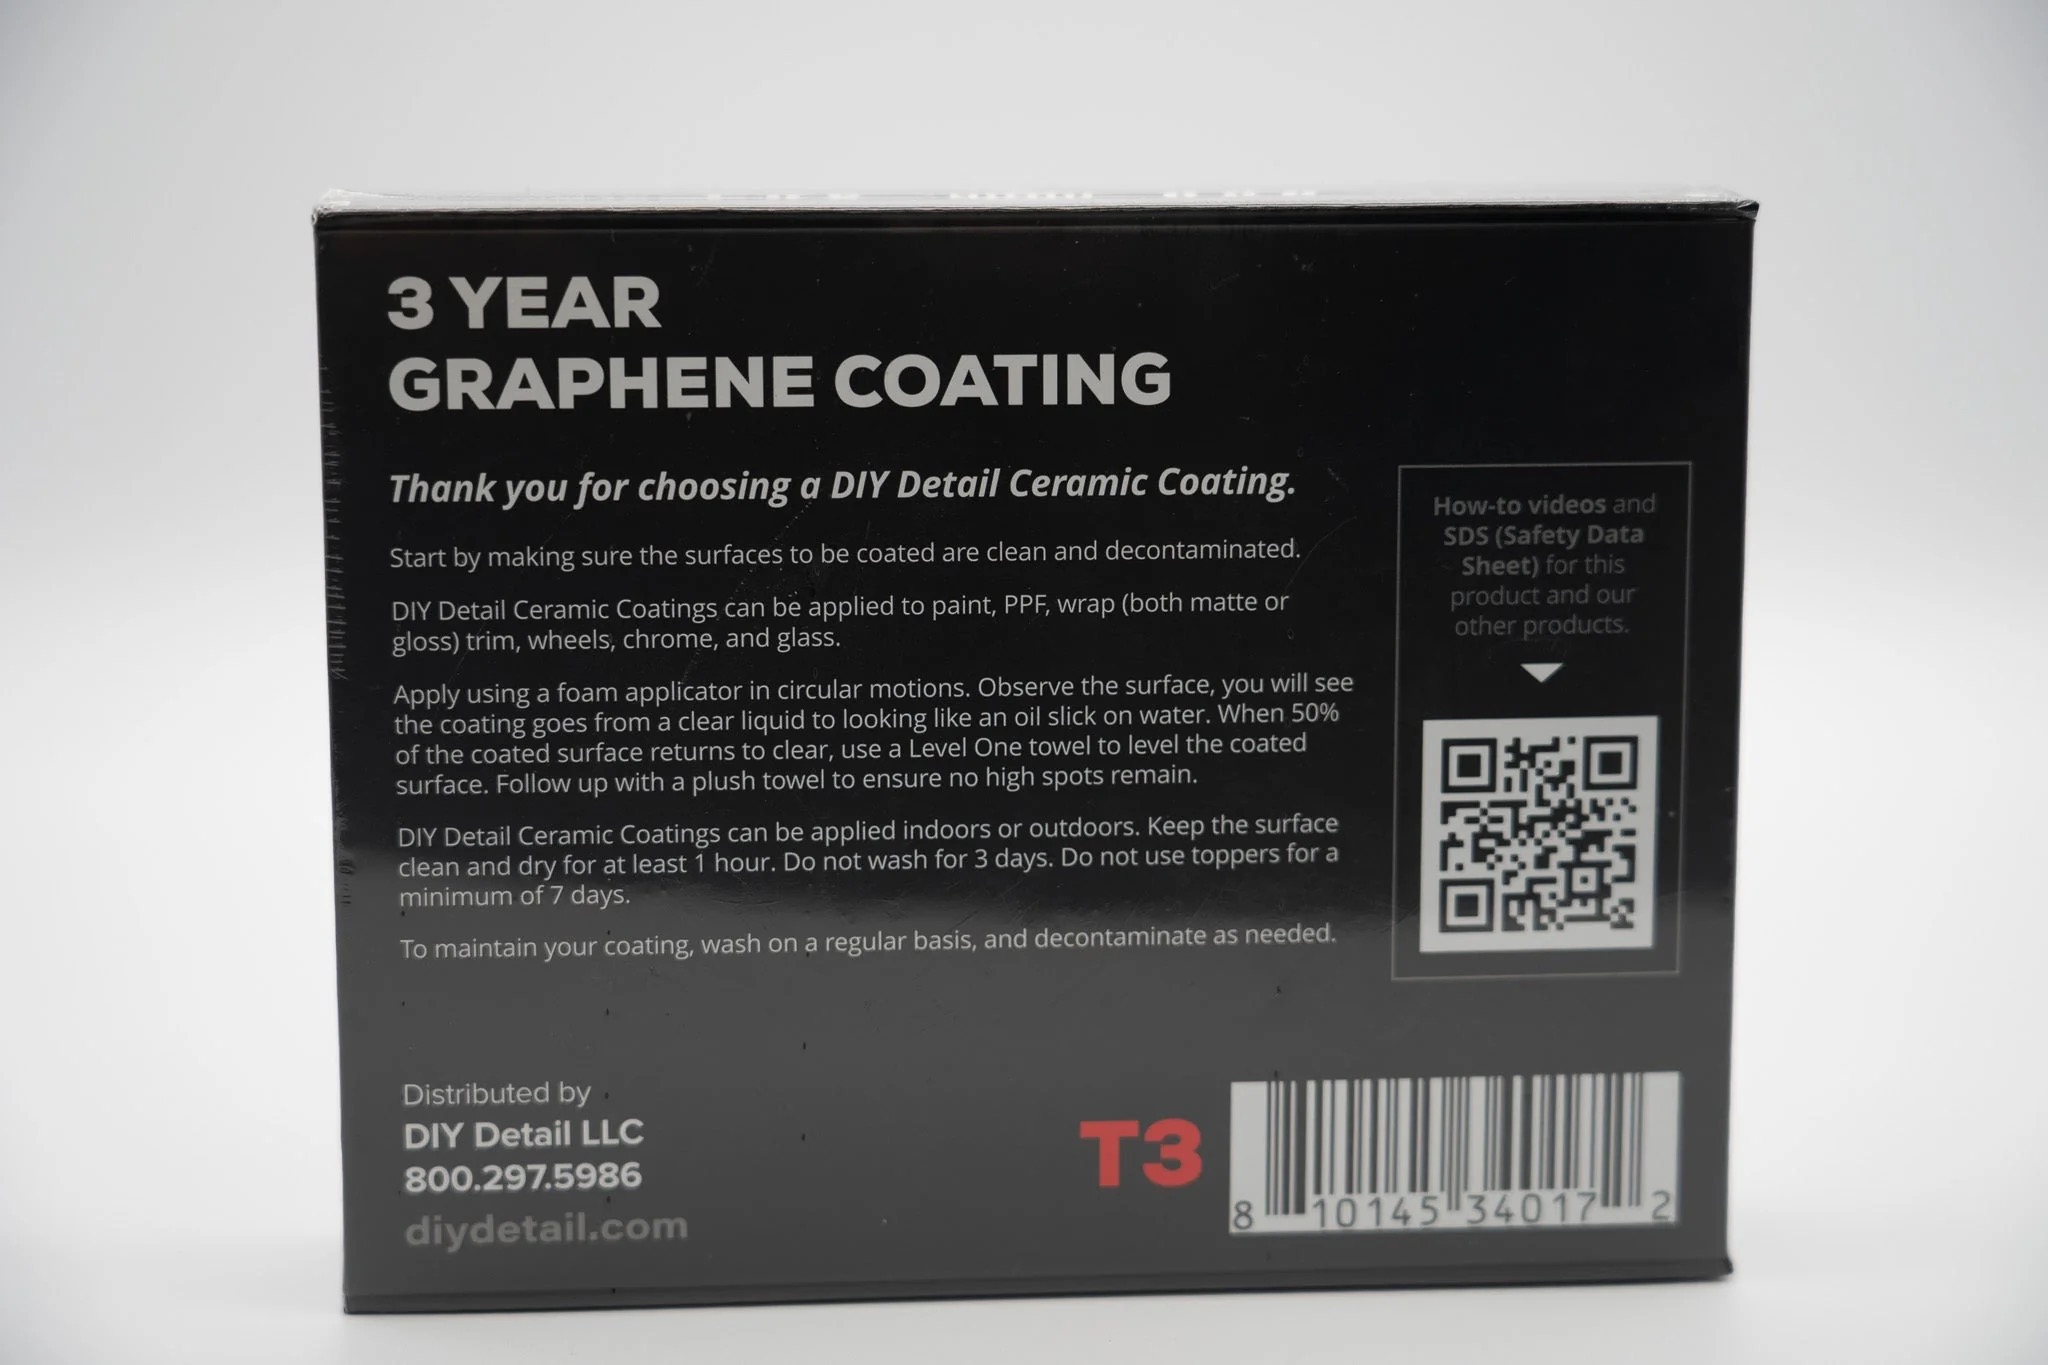 3 YEAR
GRAPHENE COATING
Thank you for choosing a DIY Detail Ceramic Coating.
Start by making sure the surfaces to be coated are clean and decontaminated.
DIY Detail Ceramic Coatings can be applied to paint, PPF, wrap (both matte or
gloss) trim, wheels, chrome, and glass.
Apply using a foam applicator in circular motions. Observe the surface, you will see
the coating goes from a clear liquid to looking like an oil slick on water. When 50%
of the coated surface returns to clear, use a Level One towel to level the coated
surface. Follow up with a plush towel to ensure no high spots remain.
DIY Detail Ceramic Coatings can be applied indoors or outdoors. Keep the surface
clean and dry for at least 1 hour. Do not wash for 3 days. Do not use toppers for a
minimum of 7 days.
To maintain your coating, wash on a regular basis, and decontaminate as needed.
How-to videos and
SDS (Safety Data
Sheet) for this
product and our
other products.
Distributed by
DIY Detail LLC
800.297.5986
diydetail.com
T3
8 10145 34017 2